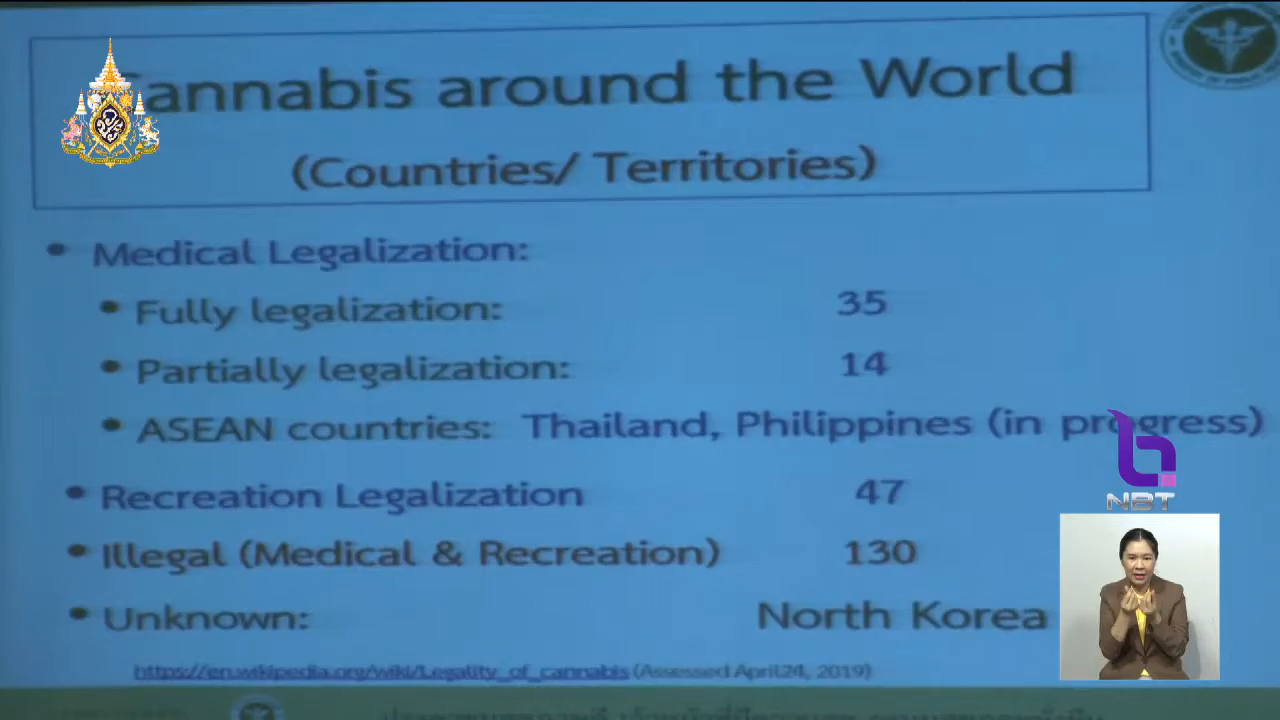 Cannabis around the World
(Countries/ Territories)
• Medical Legalization:
• Fully legalization: 35
• Partially legalization: 14
• ASEAN countries: Thailand, Philippines (in progress)
• Recreation Legalization 47
• Illegal (Medical & Recreation) 130
• Unknown: North Korea
https://en.wikipedia.org/wiki/Legality_of_cannabis (Assessed April24, 2019)
NBT